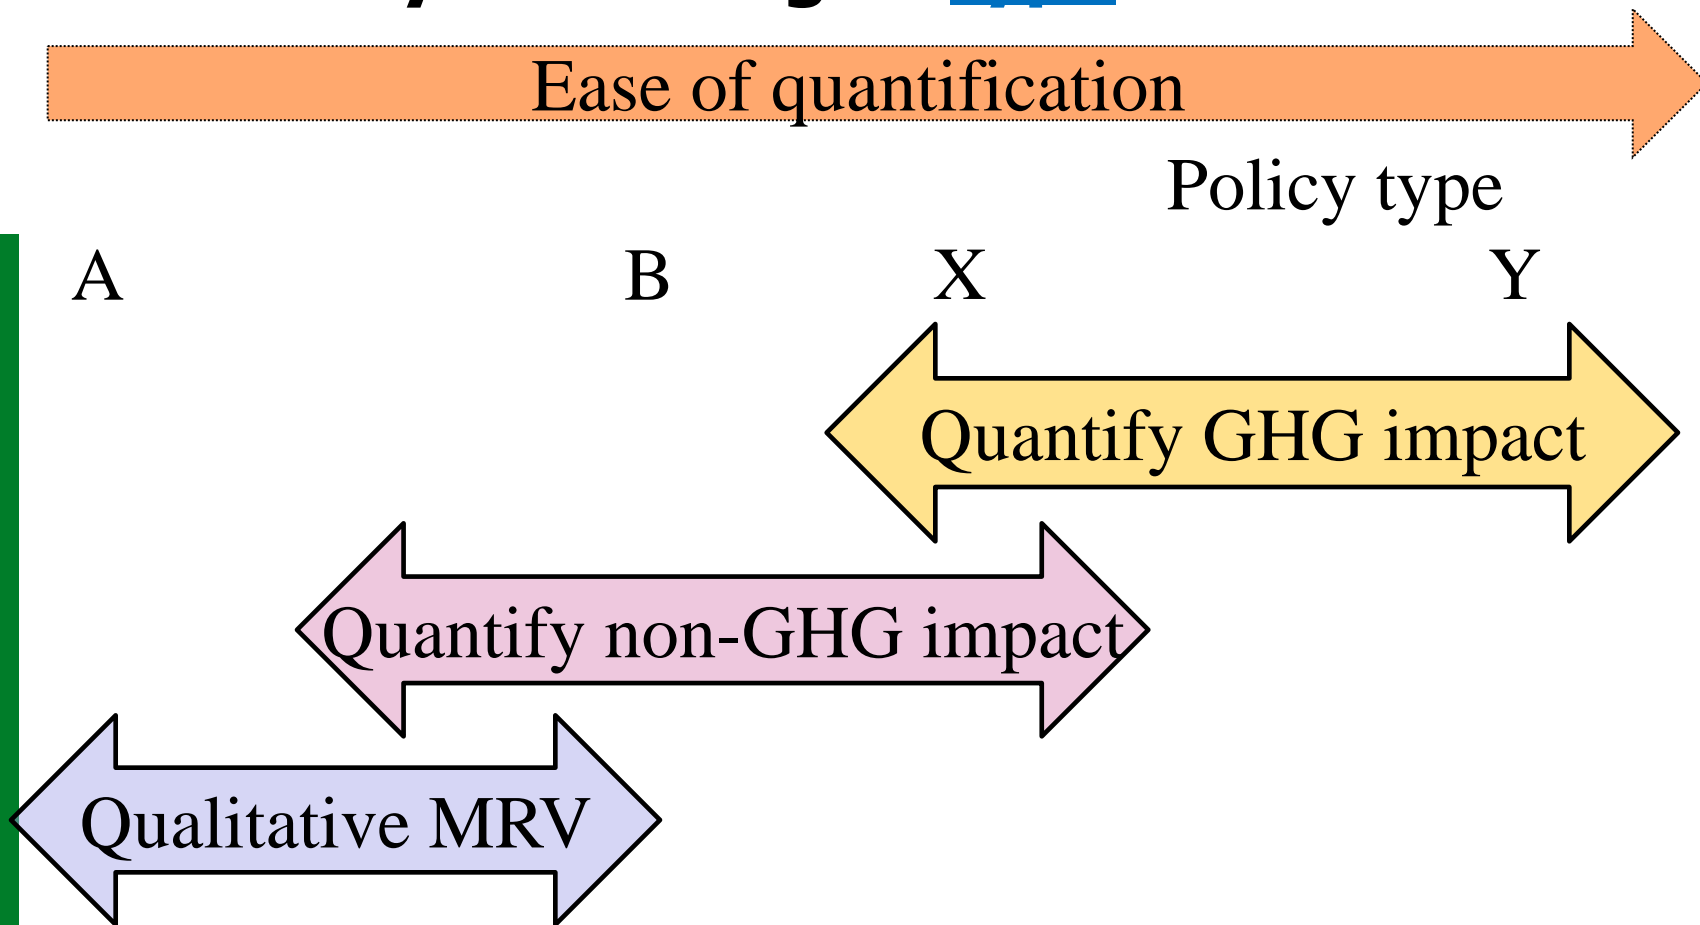 Ease of quantification
Policy type
A B X Y
Quantify GHG impact
Quantify non-GHG impact
Qualitative MRV